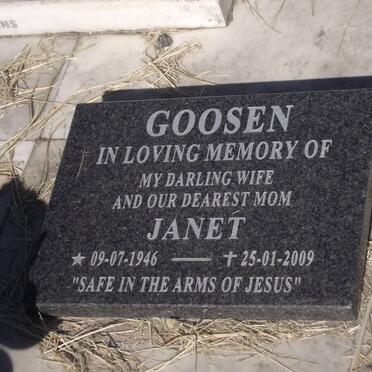 GOOSEN
IN LOVING MEMORY OF
MY DARLING WIFE
AND OUR DEAREST MOM
JANET
★ 09-07-1946 — ✝ 25-01-2009
"SAFE IN THE ARMS OF JESUS"